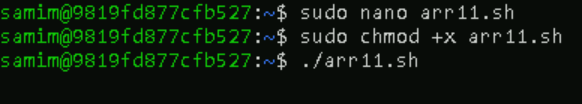 samim@9819fd877cfb527:~$ sudo nano arr11.sh
samim@9819fd877cfb527:~$ sudo chmod +x arr11.sh
samim@9819fd877cfb527:~$ ./arr11.sh